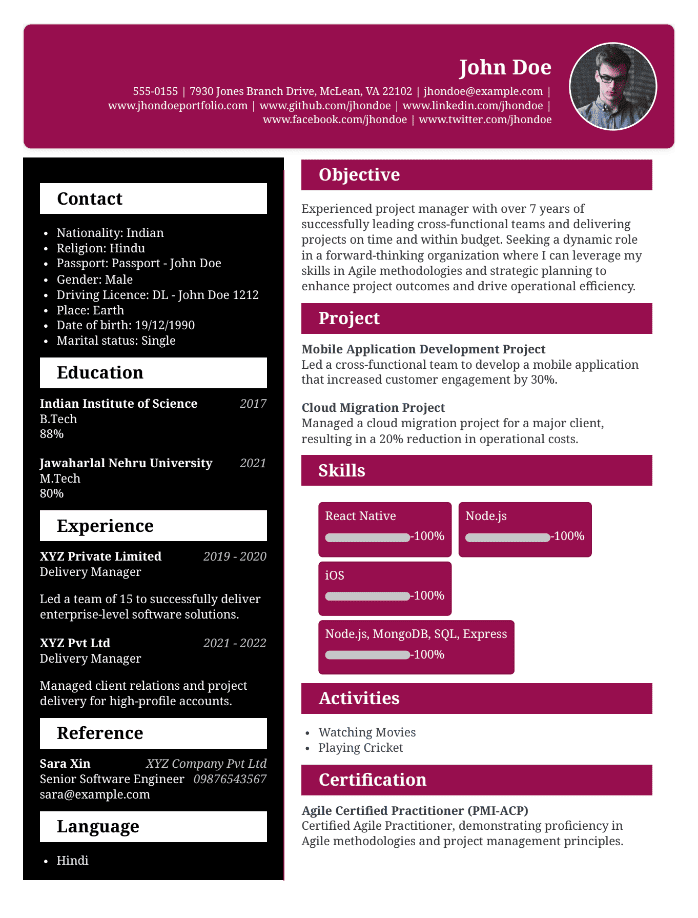 John Doe
555-0155 | 7930 Jones Branch Drive, McLean, VA 22102 | jhondoe@example.com |
www.jhondoeportfolio.com | www.github.com/jhondoe | www.linkedin.com/jhondoe |
www.facebook.com/jhondoe | www.twitter.com/jhondoe
Contact
• Nationality: Indian
• Religion: Hindu
• Passport: Passport - John Doe
• Gender: Male
• Driving Licence: DL - John Doe 1212
• Place: Earth
• Date of birth: 19/12/1990
• Marital status: Single
Education
Indian Institute of Science 2017
B.Tech
88%
Jawaharlal Nehru University 2021
M.Tech
80%
Experience
XYZ Private Limited 2019 - 2020
Delivery Manager
Led a team of 15 to successfully deliver
enterprise-level software solutions.
XYZ Pvt Ltd 2021 - 2022
Delivery Manager
Managed client relations and project
delivery for high-profile accounts.
Reference
Sara Xin XYZ Company Pvt Ltd
Senior Software Engineer 09876543567
sara@example.com
Language
• Hindi
Objective
Experienced project manager with over 7 years of
successfully leading cross-functional teams and delivering
projects on time and within budget. Seeking a dynamic role
in a forward-thinking organization where I can leverage my
skills in Agile methodologies and strategic planning to
enhance project outcomes and drive operational efficiency.
Project
Mobile Application Development Project
Led a cross-functional team to develop a mobile application
that increased customer engagement by 30%.
Cloud Migration Project
Managed a cloud migration project for a major client,
resulting in a 20% reduction in operational costs.
Skills
React Native
-100%
Node.js
-100%
iOS
-100%
Node.js, MongoDB, SQL, Express
-100%
Activities
• Watching Movies
• Playing Cricket
Certification
Agile Certified Practitioner (PMI-ACP)
Certified Agile Practitioner, demonstrating proficiency in
Agile methodologies and project management principles.